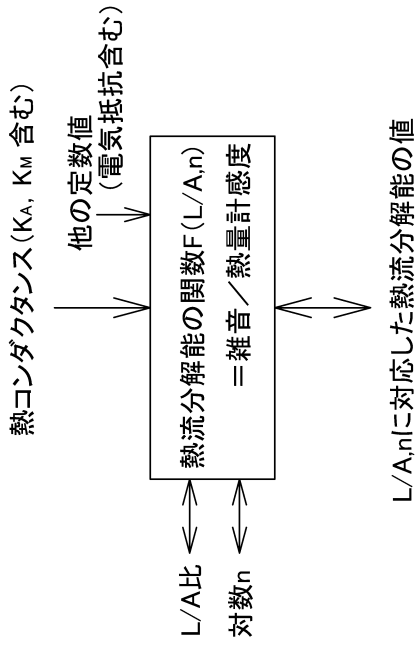 熱コンダクタンス(KA, KM 含む)
他の定数値
(電気抵抗含む)
熱流分解能の関数F(L/A,n)
＝雑音／熱量計感度
L/A比
対数n
L/A,nに対応した熱流分解能の値